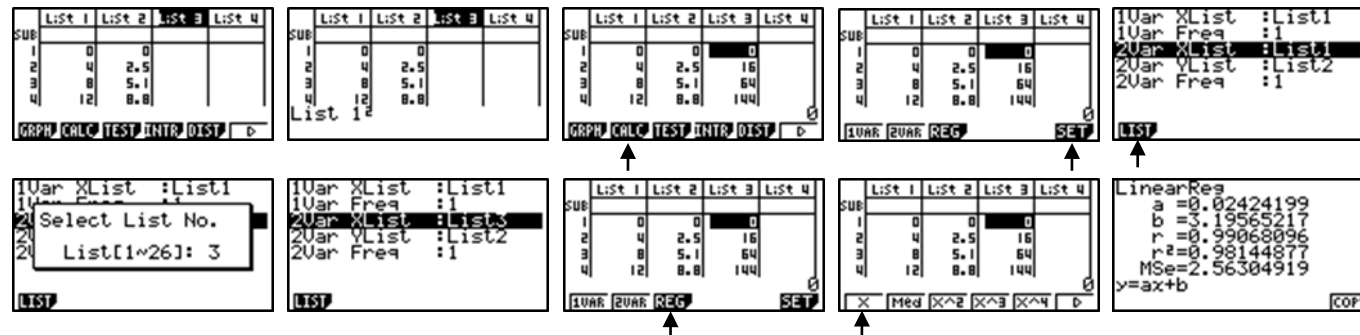 List 1 List 2 List 3 List 4
SUB
1 0 0
2 4 2.5
3 8 5.1
4 12 8.8
GRPH CALC TEST INTR DIST ▷
List 1 List 2 List 3 List 4
SUB
1 0 0
2 4 2.5
3 8 5.1
4 12 8.8
List 1²
List 1 List 2 List 3 List 4
SUB
1 0 0 0
2 4 2.5 16
3 8 5.1 64
4 12 8.8 144
0
GRPH CALC TEST INTR DIST ▷
List 1 List 2 List 3 List 4
SUB
1 0 0 0
2 4 2.5 16
3 8 5.1 64
4 12 8.8 144
0
1VAR 2VAR REG SET
1Var XList :List1
1Var Freq :1
2Var XList :List1
2Var YList :List2
2Var Freq :1
LIST
1Var XList :List1
1Var Freq :1
2V
Select List No.
2V
List[1~26]: 3
2V
LIST
1Var XList :List1
1Var Freq :1
2Var XList :List3
2Var YList :List2
2Var Freq :1
LIST
List 1 List 2 List 3 List 4
SUB
1 0 0 0
2 4 2.5 16
3 8 5.1 64
4 12 8.8 144
0
1VAR 2VAR REG SET
List 1 List 2 List 3 List 4
SUB
1 0 0 0
2 4 2.5 16
3 8 5.1 64
4 12 8.8 144
0
X Med X^2 X^3 X^4 ▷
LinearReg
a =0.02424199
b =3.19565217
r =0.99068096
r²=0.98144877
MSe=2.56304919
y=ax+b
COP